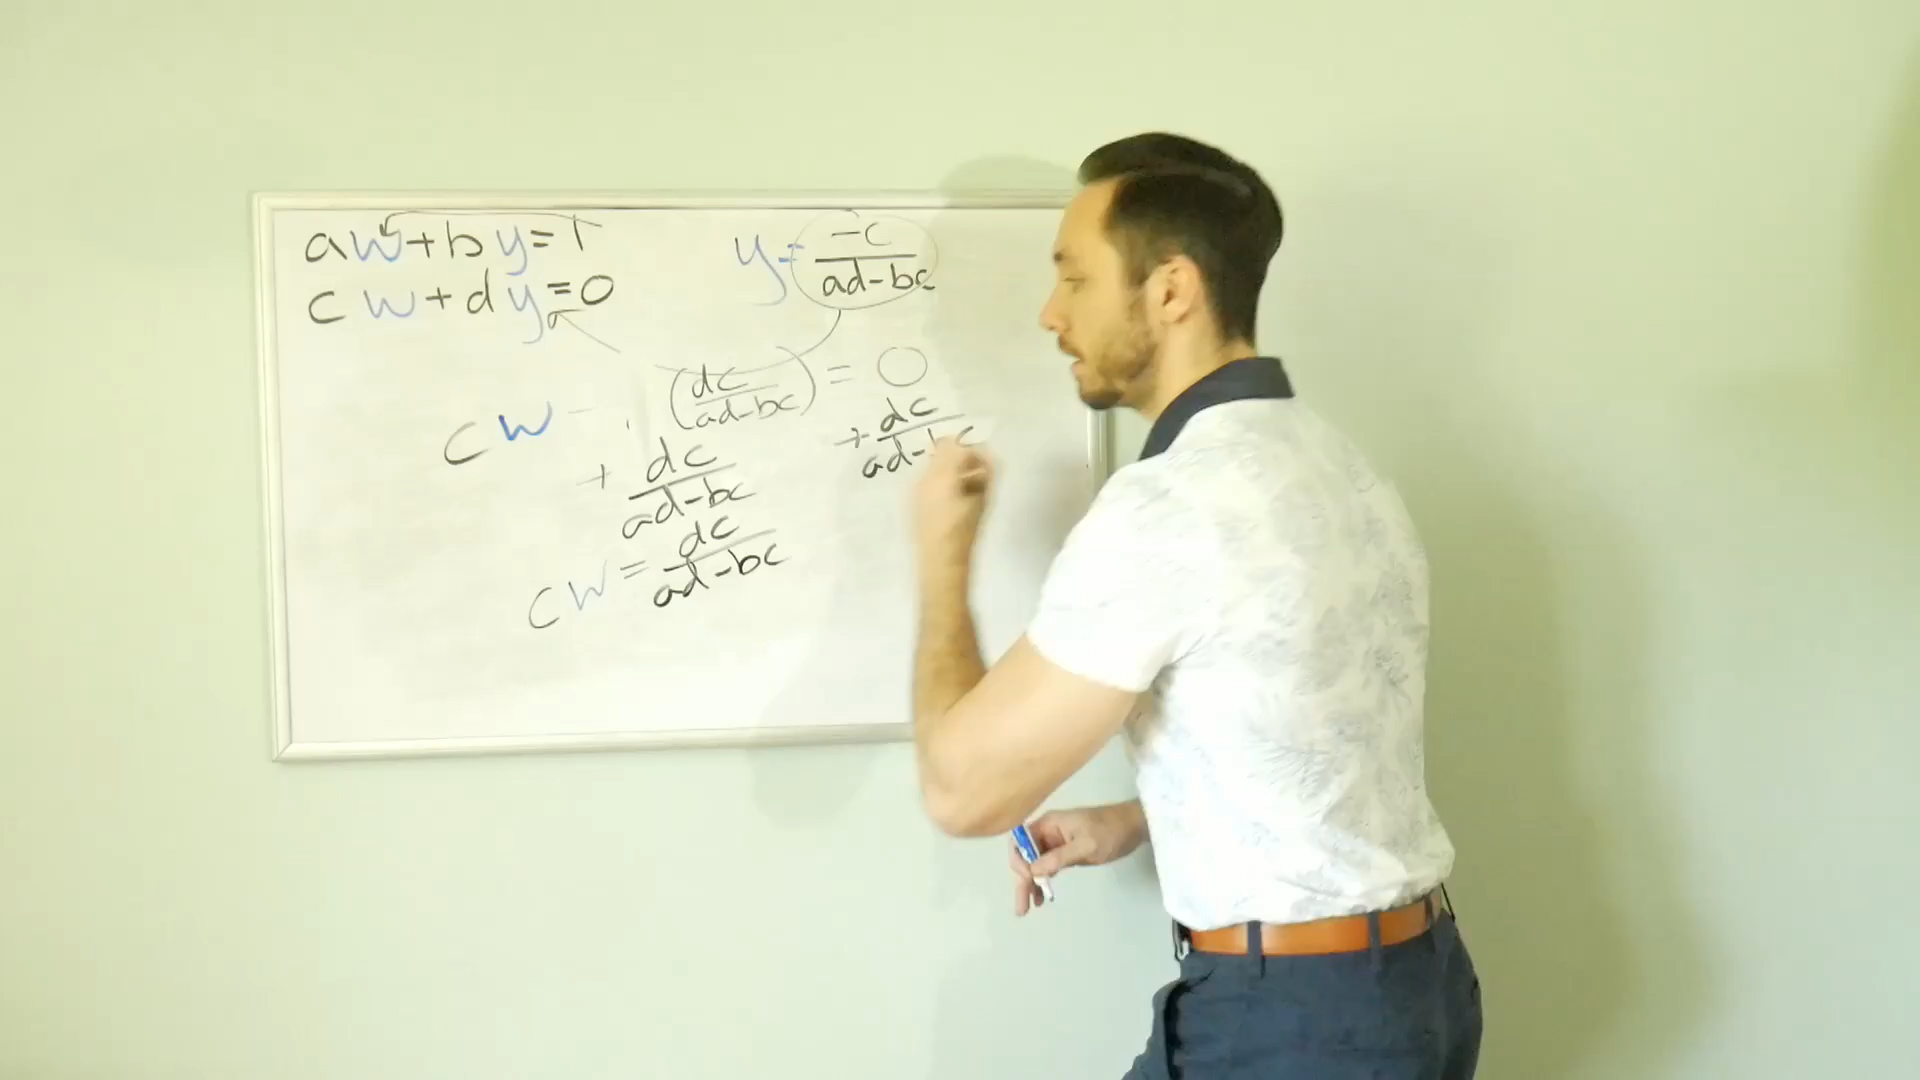 aw+by=1
cw+dy=0
y=-c/(ad-bc)
cw - (dc/(ad-bc)) = 0
+ dc/(ad-bc) + dc/(ad-bc)
cw = dc/(ad-bc)